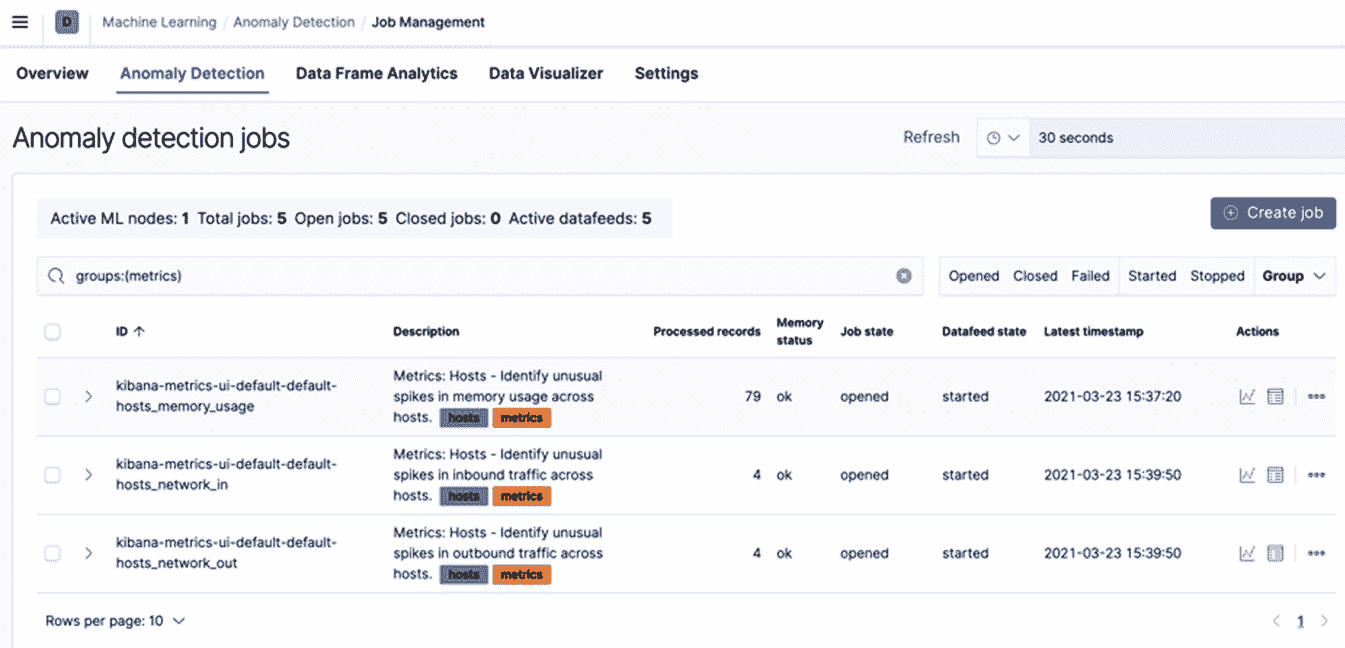 D Machine Learning / Anomaly Detection / Job Management
Overview Anomaly Detection Data Frame Analytics Data Visualizer Settings
Anomaly detection jobs Refresh 30 seconds
Active ML nodes: 1 Total jobs: 5 Open jobs: 5 Closed jobs: 0 Active datafeeds: 5 Create job
groups:(metrics) Opened Closed Failed Started Stopped Group
ID Description Processed records Memory status Job state Datafeed state Latest timestamp Actions
kibana-metrics-ui-default-default-
hosts_memory_usage
Metrics: Hosts - Identify unusual
spikes in memory usage across
hosts. hosts metrics
79 ok opened started 2021-03-23 15:37:20
kibana-metrics-ui-default-default-
hosts_network_in
Metrics: Hosts - Identify unusual
spikes in inbound traffic across
hosts. hosts metrics
4 ok opened started 2021-03-23 15:39:50
kibana-metrics-ui-default-default-
hosts_network_out
Metrics: Hosts - Identify unusual
spikes in outbound traffic across
hosts. hosts metrics
4 ok opened started 2021-03-23 15:39:50
Rows per page: 10 1